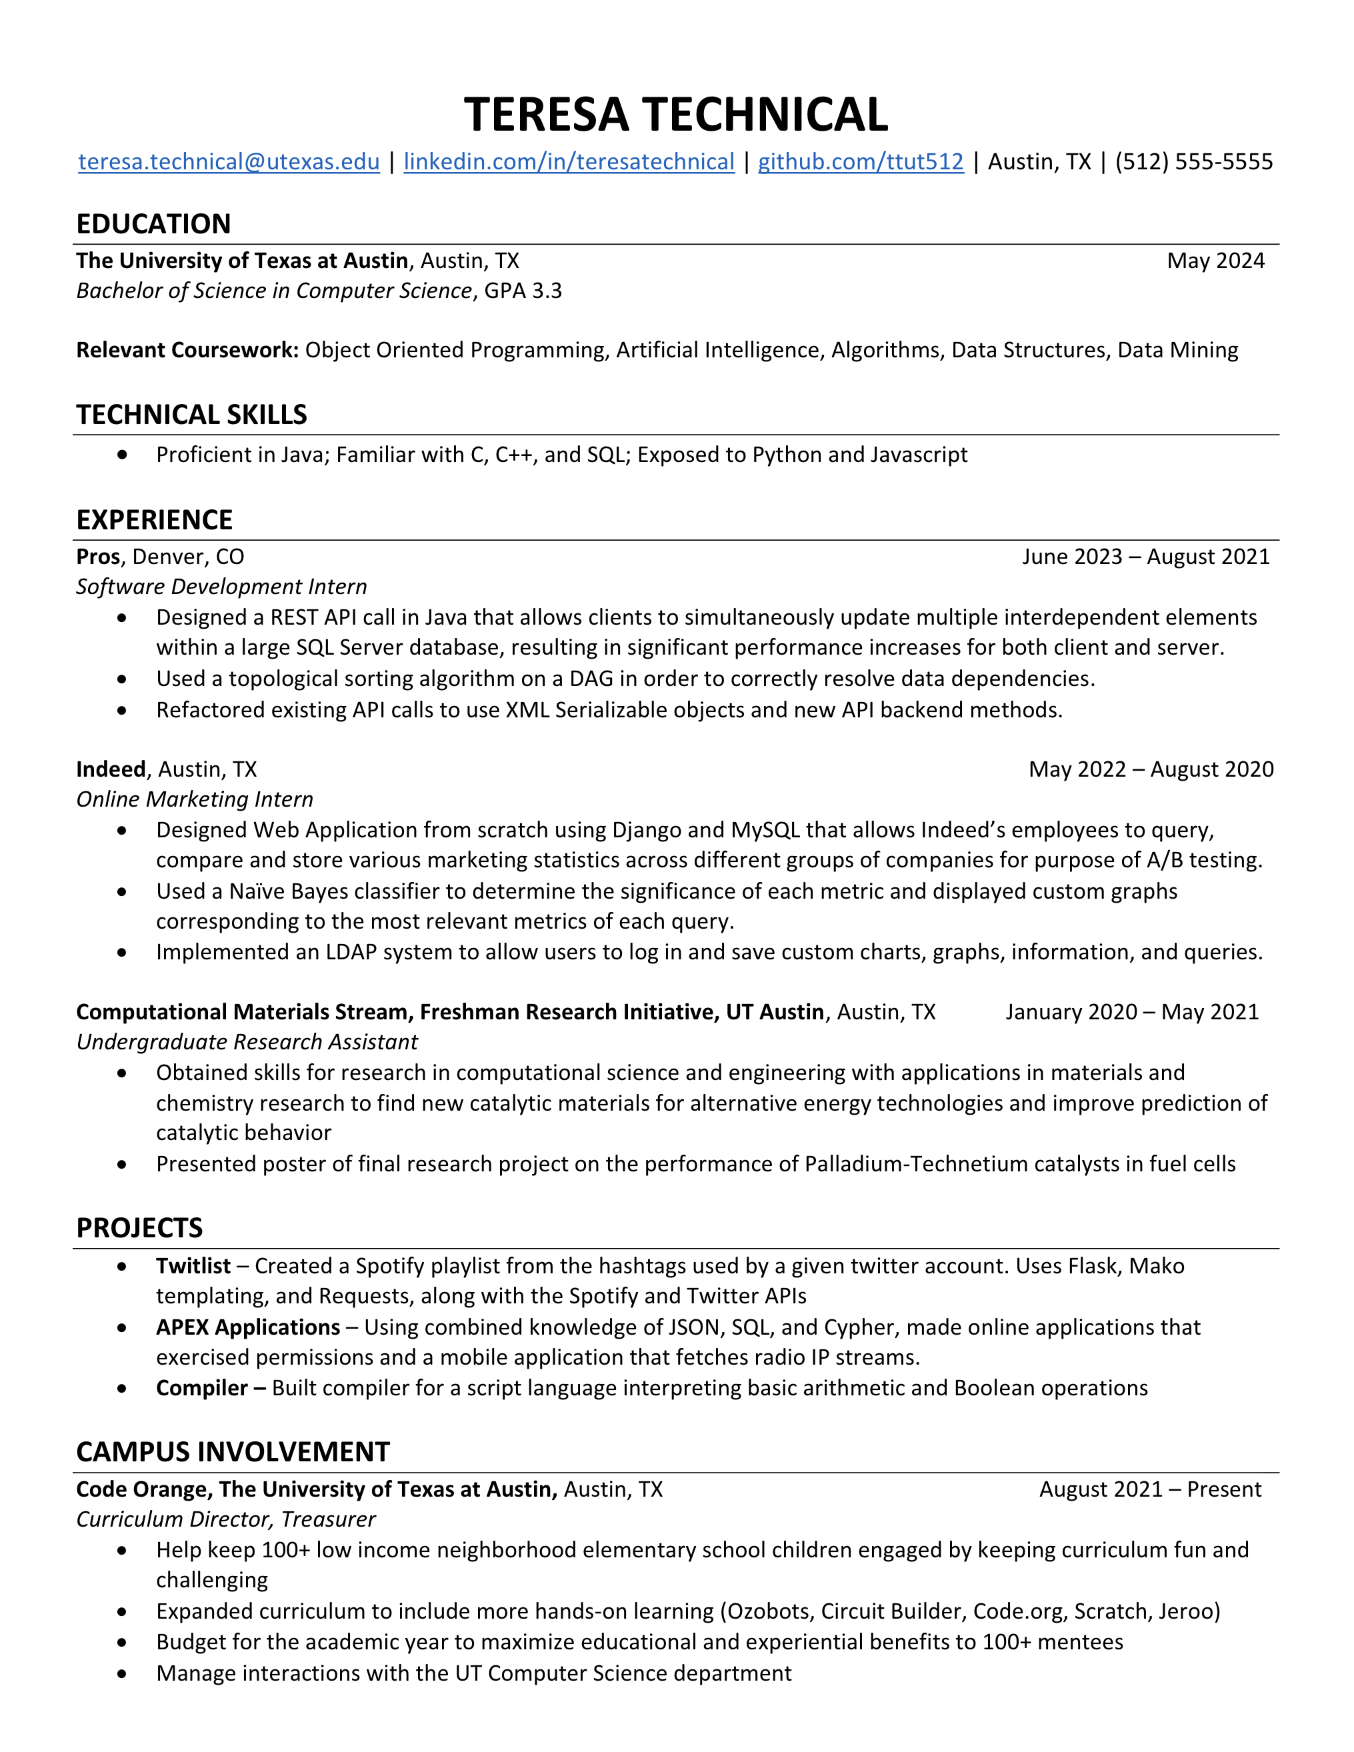 TERESA TECHNICAL
teresa.technical@utexas.edu | linkedin.com/in/teresatechnical | github.com/ttut512 | Austin, TX | (512) 555-5555
EDUCATION
The University of Texas at Austin, Austin, TX May 2024
Bachelor of Science in Computer Science, GPA 3.3
Relevant Coursework: Object Oriented Programming, Artificial Intelligence, Algorithms, Data Structures, Data Mining
TECHNICAL SKILLS
• Proficient in Java; Familiar with C, C++, and SQL; Exposed to Python and Javascript
EXPERIENCE
Pros, Denver, CO June 2023 – August 2021
Software Development Intern
• Designed a REST API call in Java that allows clients to simultaneously update multiple interdependent elements
within a large SQL Server database, resulting in significant performance increases for both client and server.
• Used a topological sorting algorithm on a DAG in order to correctly resolve data dependencies.
• Refactored existing API calls to use XML Serializable objects and new API backend methods.
Indeed, Austin, TX May 2022 – August 2020
Online Marketing Intern
• Designed Web Application from scratch using Django and MySQL that allows Indeed’s employees to query,
compare and store various marketing statistics across different groups of companies for purpose of A/B testing.
• Used a Naïve Bayes classifier to determine the significance of each metric and displayed custom graphs
corresponding to the most relevant metrics of each query.
• Implemented an LDAP system to allow users to log in and save custom charts, graphs, information, and queries.
Computational Materials Stream, Freshman Research Initiative, UT Austin, Austin, TX January 2020 – May 2021
Undergraduate Research Assistant
• Obtained skills for research in computational science and engineering with applications in materials and
chemistry research to find new catalytic materials for alternative energy technologies and improve prediction of
catalytic behavior
• Presented poster of final research project on the performance of Palladium-Technetium catalysts in fuel cells
PROJECTS
• Twitlist – Created a Spotify playlist from the hashtags used by a given twitter account. Uses Flask, Mako
templating, and Requests, along with the Spotify and Twitter APIs
• APEX Applications – Using combined knowledge of JSON, SQL, and Cypher, made online applications that
exercised permissions and a mobile application that fetches radio IP streams.
• Compiler – Built compiler for a script language interpreting basic arithmetic and Boolean operations
CAMPUS INVOLVEMENT
Code Orange, The University of Texas at Austin, Austin, TX August 2021 – Present
Curriculum Director, Treasurer
• Help keep 100+ low income neighborhood elementary school children engaged by keeping curriculum fun and
challenging
• Expanded curriculum to include more hands-on learning (Ozobots, Circuit Builder, Code.org, Scratch, Jeroo)
• Budget for the academic year to maximize educational and experiential benefits to 100+ mentees
• Manage interactions with the UT Computer Science department